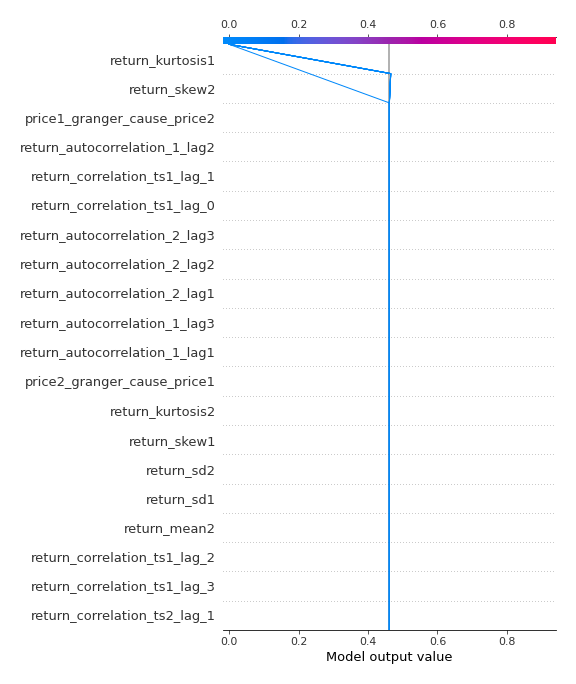 0.0 0.2 0.4 0.6 0.8
return_kurtosis1
return_skew2
price1_granger_cause_price2
return_autocorrelation_1_lag2
return_correlation_ts1_lag_1
return_correlation_ts1_lag_0
return_autocorrelation_2_lag3
return_autocorrelation_2_lag2
return_autocorrelation_2_lag1
return_autocorrelation_1_lag3
return_autocorrelation_1_lag1
price2_granger_cause_price1
return_kurtosis2
return_skew1
return_sd2
return_sd1
return_mean2
return_correlation_ts1_lag_2
return_correlation_ts1_lag_3
return_correlation_ts2_lag_1
0.0 0.2 0.4 0.6 0.8
Model output value